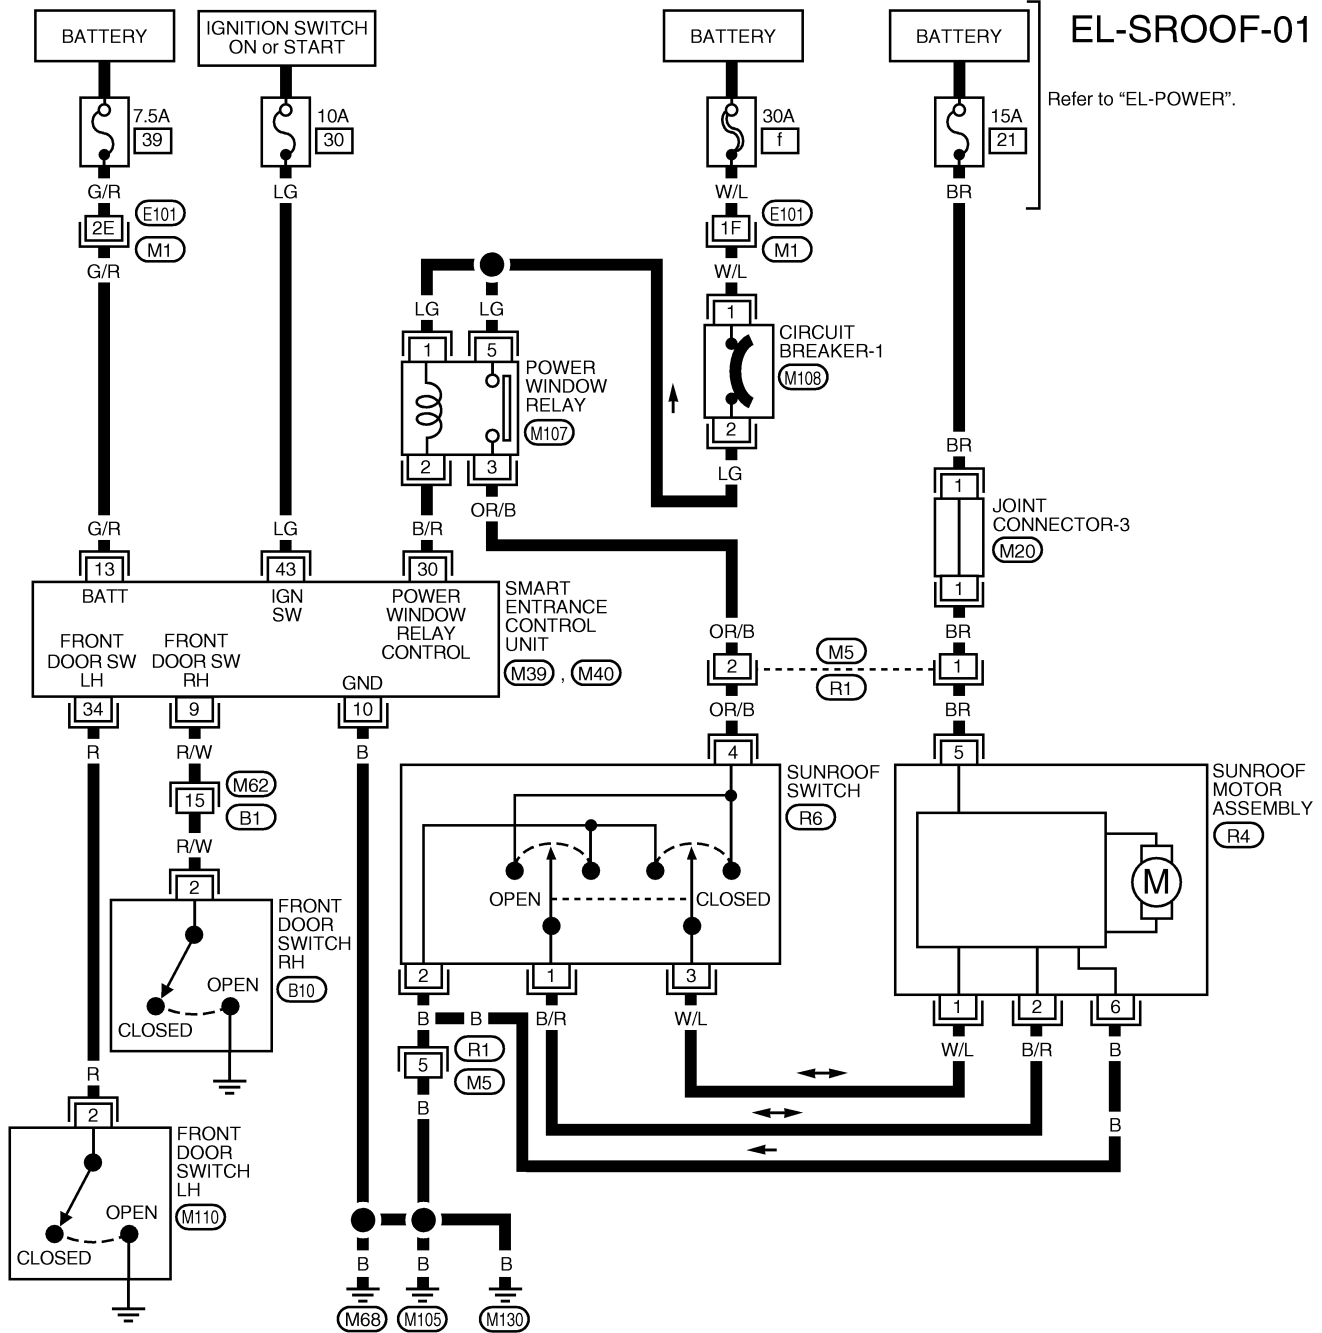 EL-SROOF-01
BATTERY
IGNITION SWITCH
ON or START
BATTERY
BATTERY
Refer to “EL-POWER”.
7.5A
39
10A
30
30A
f
15A
21
G/R
LG
W/L
BR
2E
E101
M1
1F
E101
M1
G/R
W/L
LG
LG
1
5
POWER
WINDOW
RELAY
M107
2
3
1
CIRCUIT
BREAKER-1
M108
2
LG
BR
1
JOINT
CONNECTOR-3
M20
1
G/R
LG
B/R
OR/B
13
43
30
BATT
IGN
SW
POWER
WINDOW
RELAY
CONTROL
SMART
ENTRANCE
CONTROL
UNIT
M39 , M40
FRONT
DOOR SW
LH
FRONT
DOOR SW
RH
GND
34
9
10
OR/B
BR
2
M5
R1
1
OR/B
BR
4
5
R
R/W
B
15
M62
B1
R/W
2
FRONT
DOOR
SWITCH
RH
B10
OPEN
CLOSED
SUNROOF
SWITCH
R6
OPEN
CLOSED
2
1
3
SUNROOF
MOTOR
ASSEMBLY
R4
M
1
2
6
B
B
B/R
W/L
W/L
B/R
B
5
R1
M5
B
B
R
2
FRONT
DOOR
SWITCH
LH
M110
OPEN
CLOSED
B
B
B
M68
M105
M130